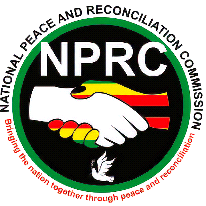 NATIONAL PEACE AND RECONCILIATION COMMISSION
NPRC
Bringing the nation together through peace and reconciliation